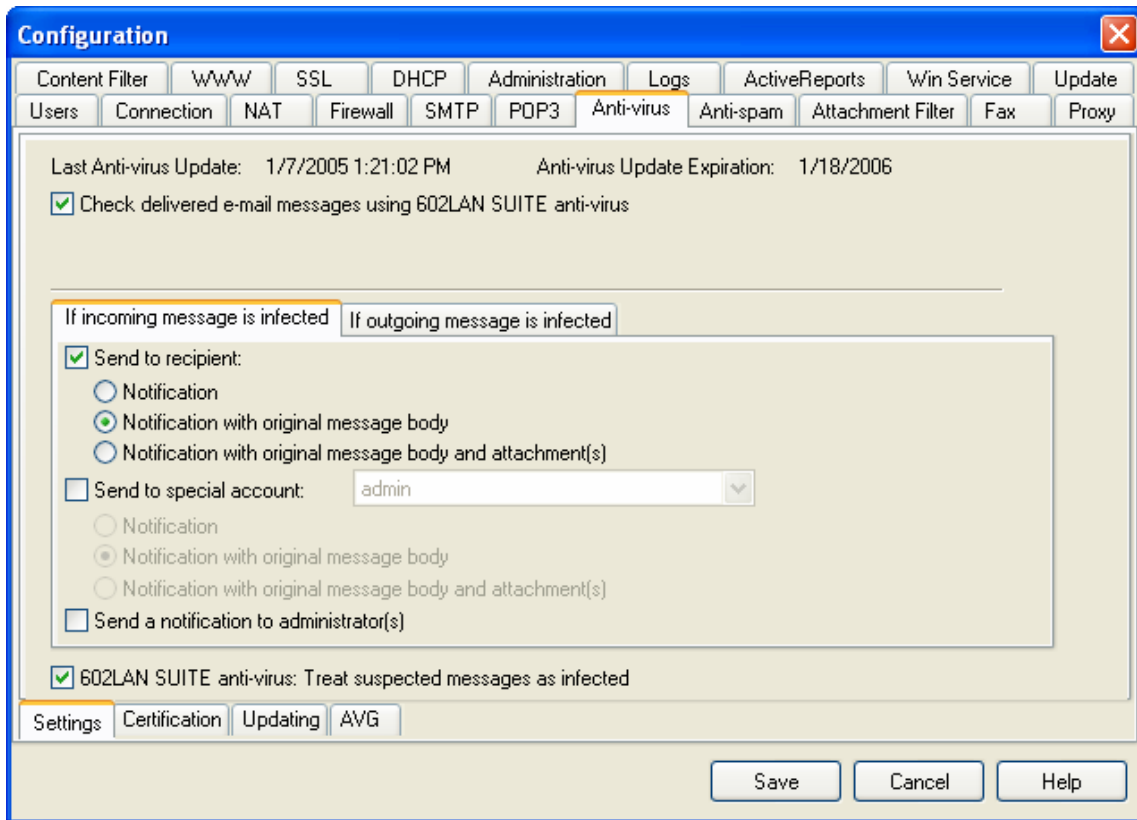 Configuration
Content Filter WWW SSL DHCP Administration Logs ActiveReports Win Service Update
Users Connection NAT Firewall SMTP POP3 Anti-virus Anti-spam Attachment Filter Fax Proxy
Last Anti-virus Update: 1/7/2005 1:21:02 PM Anti-virus Update Expiration: 1/18/2006
Check delivered e-mail messages using 602LAN SUITE anti-virus
If incoming message is infected If outgoing message is infected
Send to recipient:
Notification
Notification with original message body
Notification with original message body and attachment(s)
Send to special account: admin
Notification
Notification with original message body
Notification with original message body and attachment(s)
Send a notification to administrator(s)
602LAN SUITE anti-virus: Treat suspected messages as infected
Settings Certification Updating AVG
Save Cancel Help